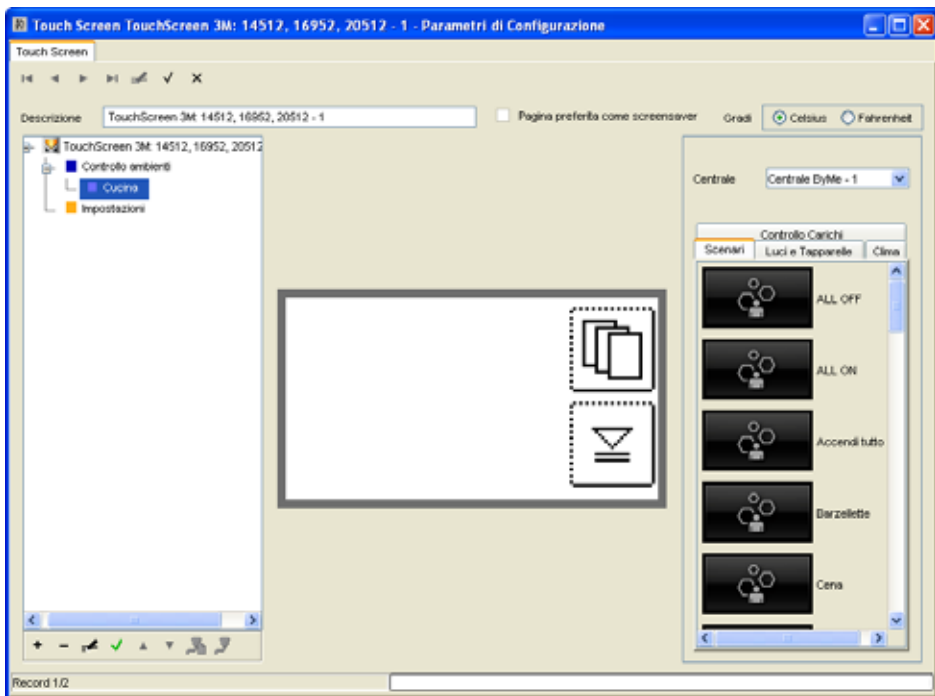 Touch Screen TouchScreen 3M: 14512, 16952, 20512 - 1 - Parametri di Configurazione
Touch Screen
Descrizione TouchScreen 3M: 14512, 16952, 20512 - 1 Pagina preferita come screensaver Gradi Celsius Fahrenheit
TouchScreen 3M: 14512, 16952, 20512
Controllo ambienti
Cucina
Impostazioni
Centrale Centrale ByMe - 1
Controllo Carichi
Scenari Luci e Tapparelle Clima
ALL OFF
ALL ON
Accendi tutto
Barzellette
Cena
Record 1/2